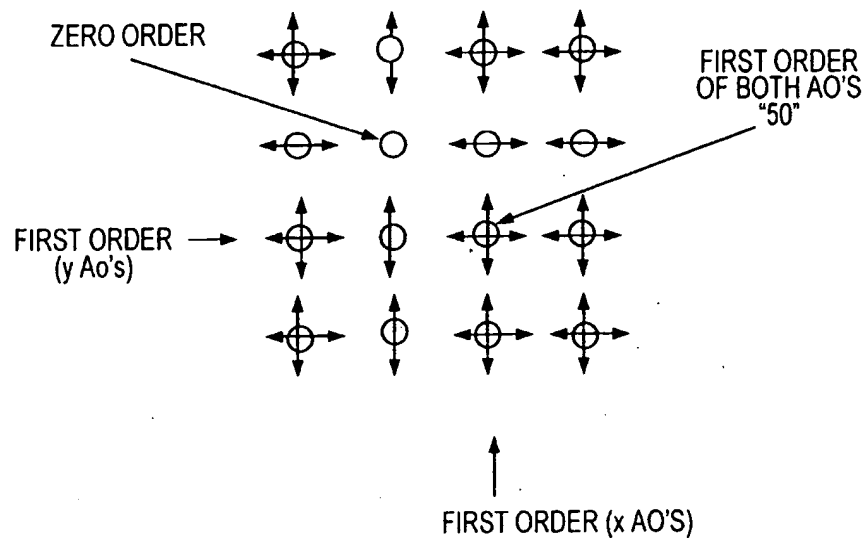 ZERO ORDER
FIRST ORDER
OF BOTH AO'S
"50"
FIRST ORDER
(y Ao's)
FIRST ORDER (x AO'S)